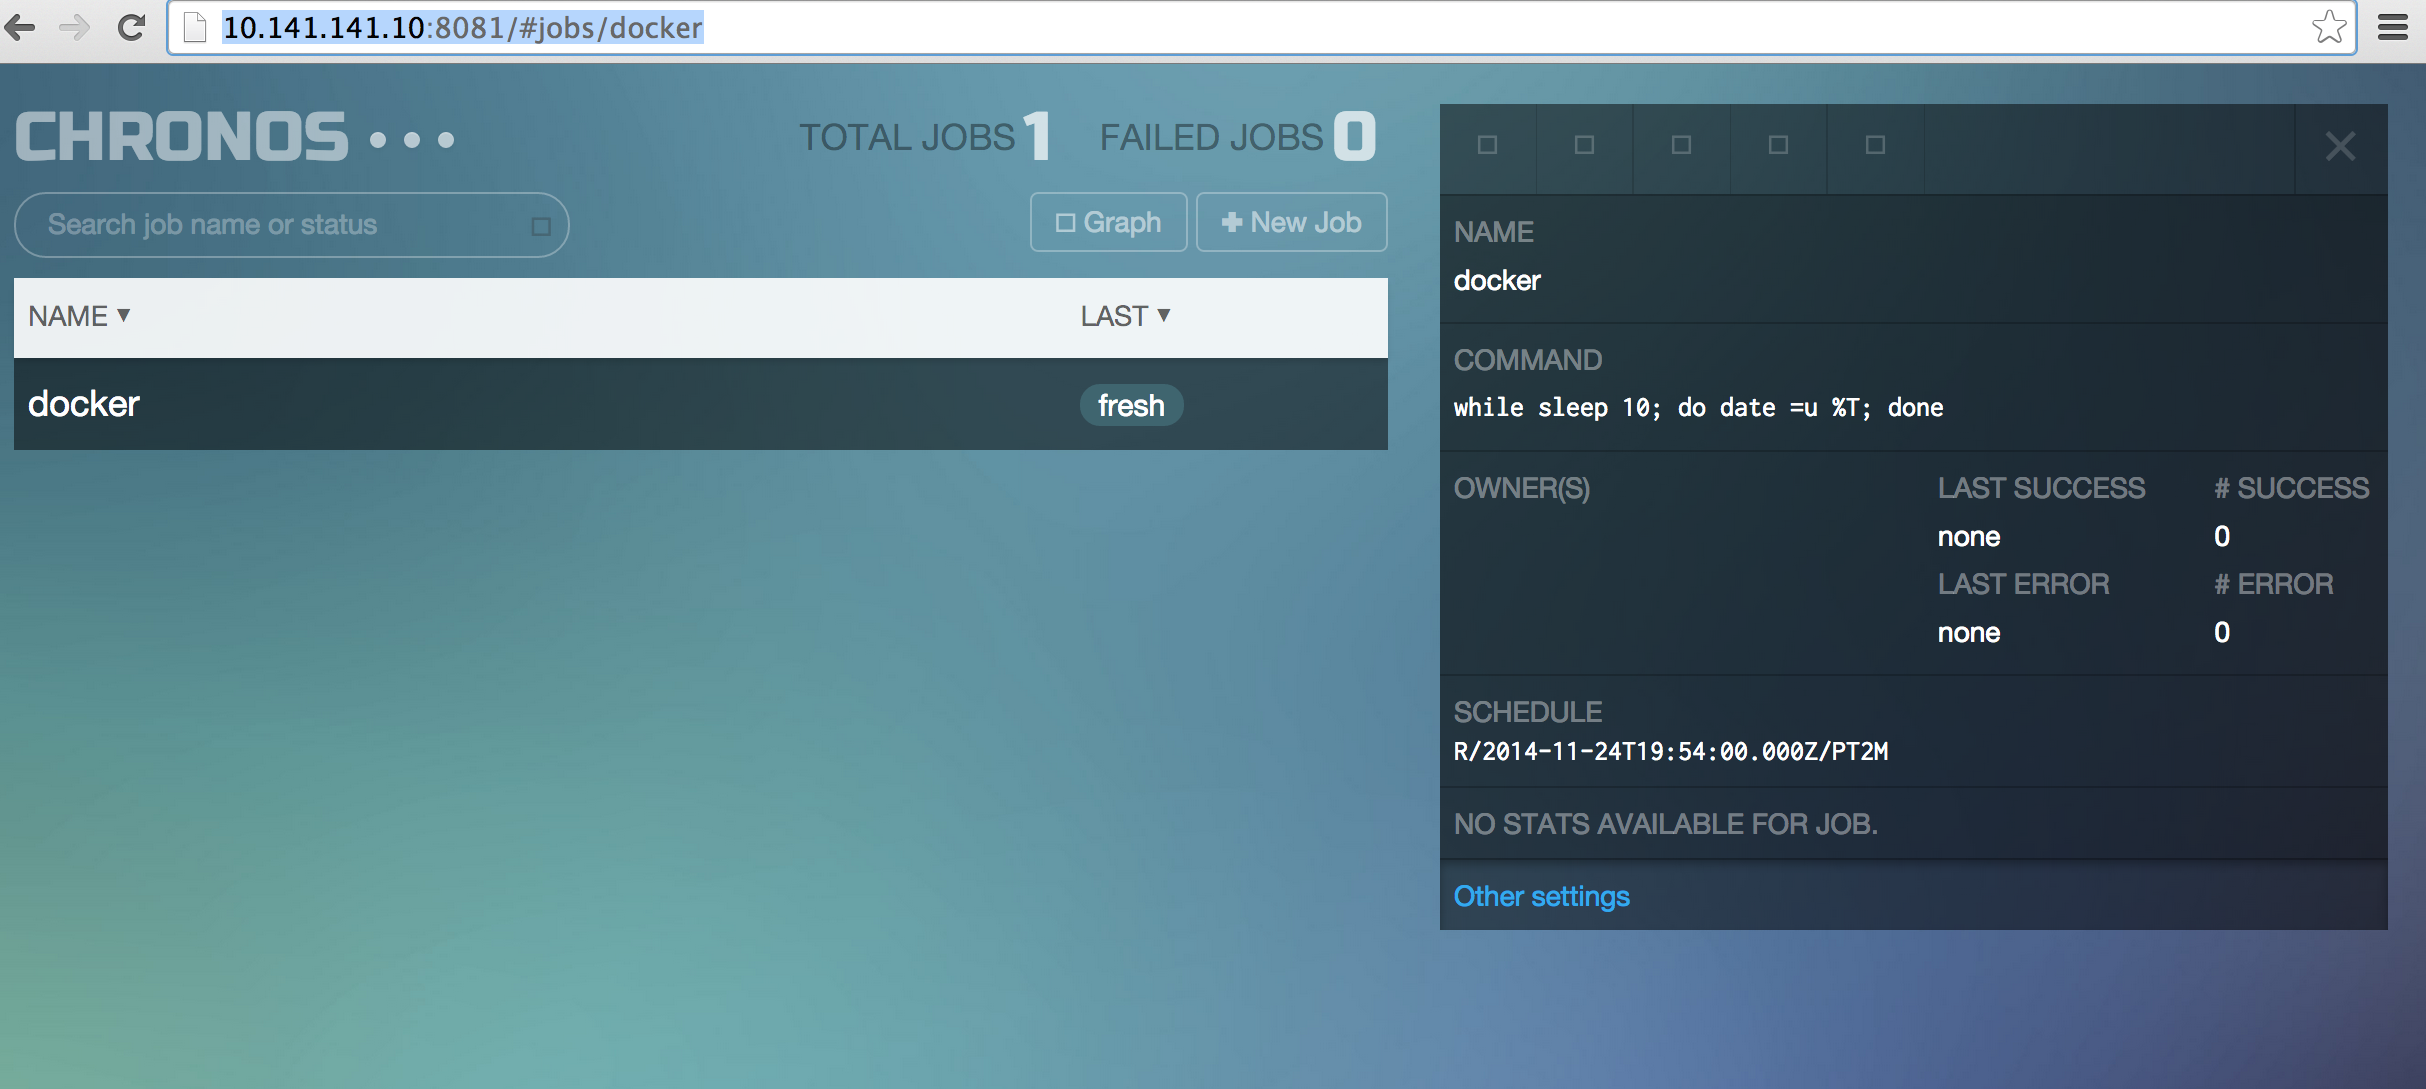 10.141.141.10:8081/#jobs/docker
CHRONOS
TOTAL JOBS 1 FAILED JOBS 0
Search job name or status
Graph
New Job
NAME ▼ LAST ▼
docker fresh
NAME
docker
COMMAND
while sleep 10; do date =u %T; done
OWNER(S) LAST SUCCESS # SUCCESS
none 0
LAST ERROR # ERROR
none 0
SCHEDULE
R/2014-11-24T19:54:00.000Z/PT2M
NO STATS AVAILABLE FOR JOB.
Other settings